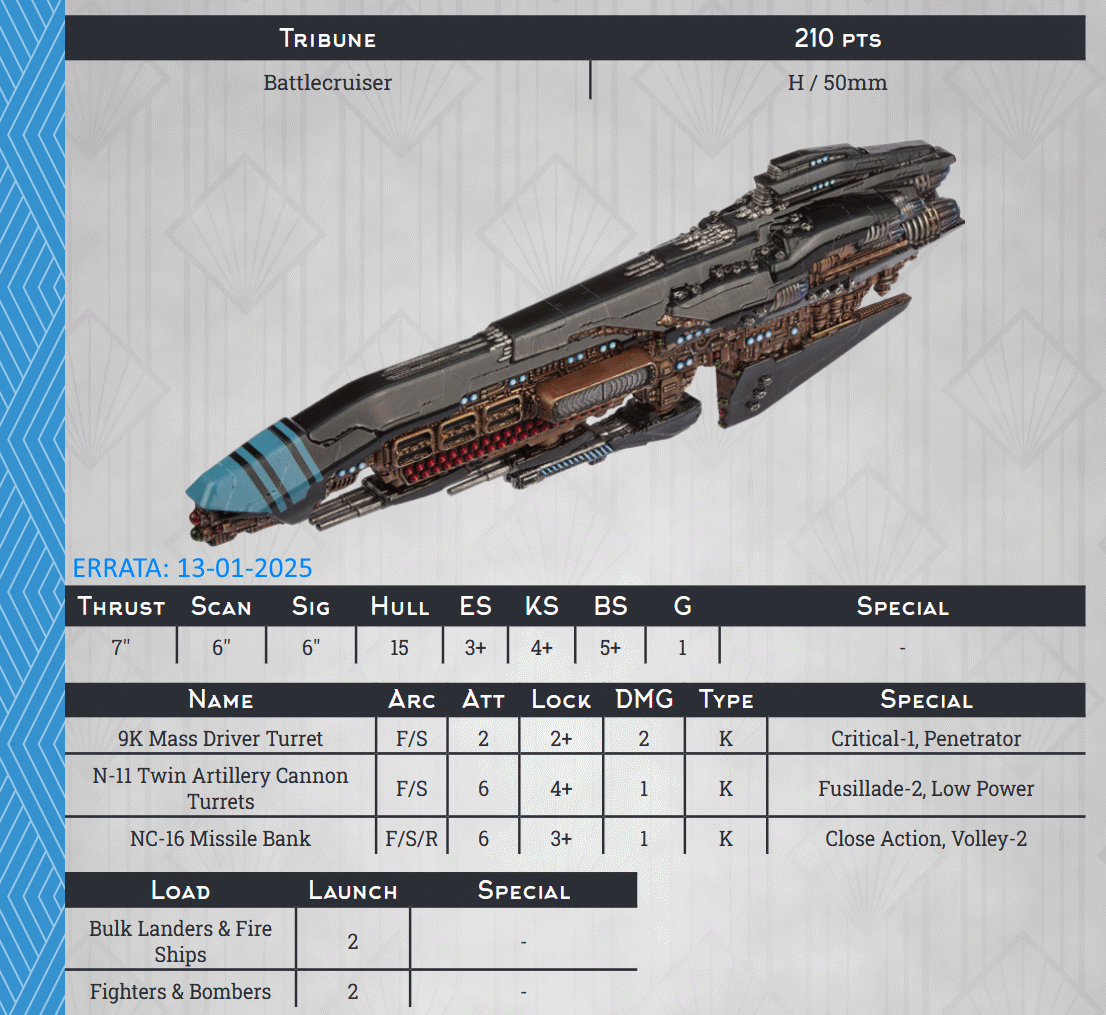 Tribune 210 pts
Battlecruiser H / 50mm
ERRATA: 13-01-2025
Thrust Scan Sig Hull ES KS BS G Special
7" 6" 6" 15 3+ 4+ 5+ 1 -
Name Arc Att Lock DMG Type Special
9K Mass Driver Turret F/S 2 2+ 2 K Critical-1, Penetrator
N-11 Twin Artillery Cannon
Turrets F/S 6 4+ 1 K Fusillade-2, Low Power
NC-16 Missile Bank F/S/R 6 3+ 1 K Close Action, Volley-2
Load Launch Special
Bulk Landers & Fire
Ships 2 -
Fighters & Bombers 2 -